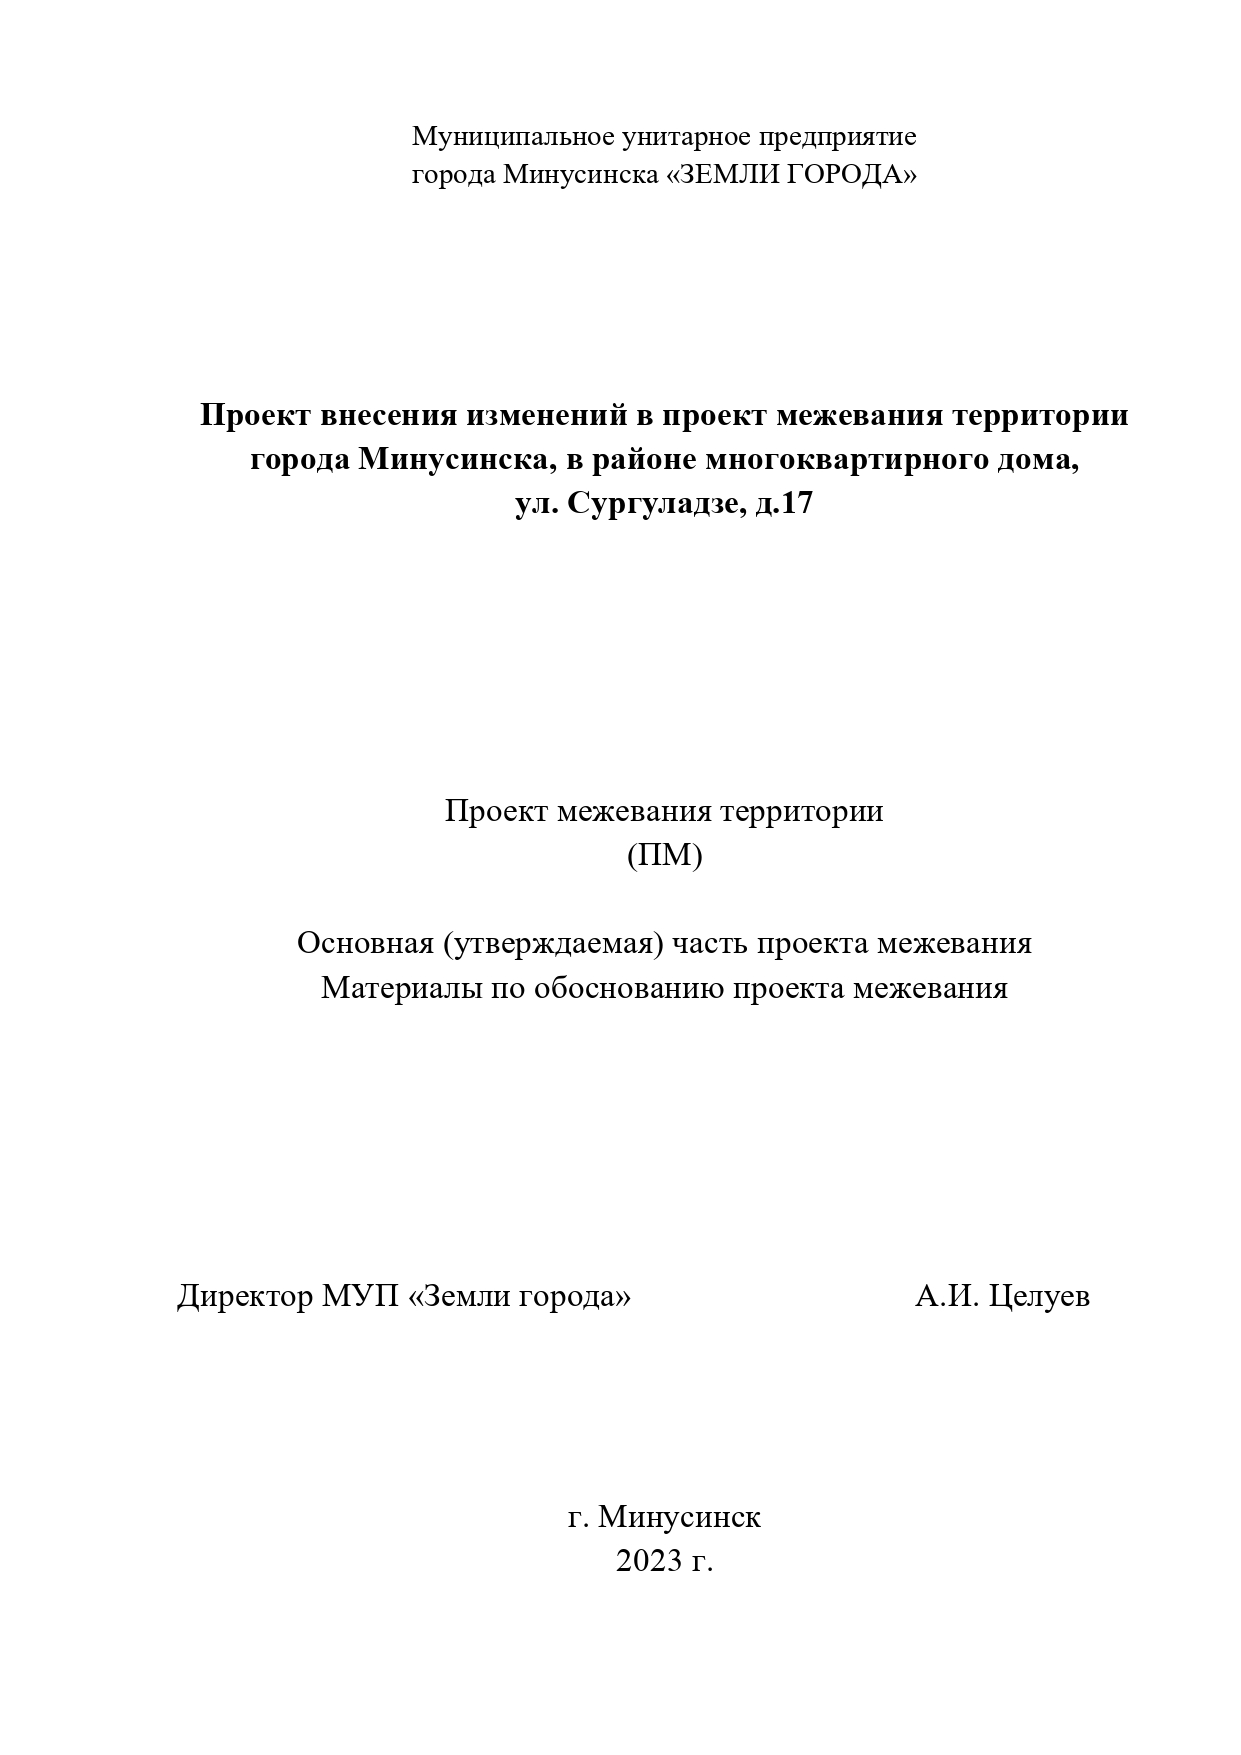 Муниципальное унитарное предприятие
города Минусинска «ЗЕМЛИ ГОРОДА»
Проект внесения изменений в проект межевания территории
города Минусинска, в районе многоквартирного дома,
ул. Сургуладзе, д.17
Проект межевания территории
(ПМ)
Основная (утверждаемая) часть проекта межевания
Материалы по обоснованию проекта межевания
Директор МУП «Земли города» А.И. Целуев
г. Минусинск
2023 г.